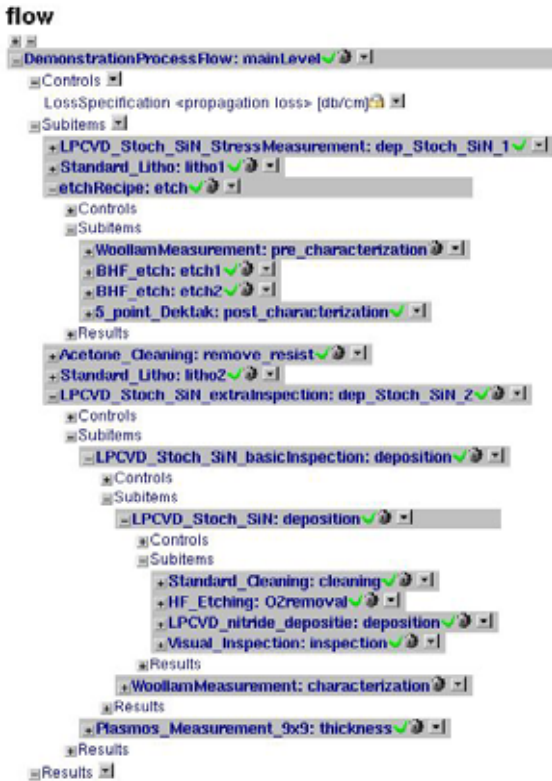 flow
DemonstrationProcessFlow: mainLevel
Controls
LossSpecification <propagation loss> [db/cm]
Subitems
LPCVD_Stoch_SiN_StressMeasurement: dep_Stoch_SiN_1
Standard_Litho: litho1
etchRecipe: etch
Controls
Subitems
WoollamMeasurement: pre_characterization
BHF_etch: etch1
BHF_etch: etch2
5_point_Dektak: post_characterization
Results
Acetone_Cleaning: remove_resist
Standard_Litho: litho2
LPCVD_Stoch_SiN_extraInspection: dep_Stoch_SiN_2
Controls
Subitems
LPCVD_Stoch_SiN_basicInspection: deposition
Controls
Subitems
LPCVD_Stoch_SiN: deposition
Controls
Subitems
Standard_Cleaning: cleaning
HF_Etching: O2removal
LPCVD_nitride_depositie: deposition
Visual_Inspection: inspection
Results
WoollamMeasurement: characterization
Results
Plasmos_Measurement_9x9: thickness
Results
Results